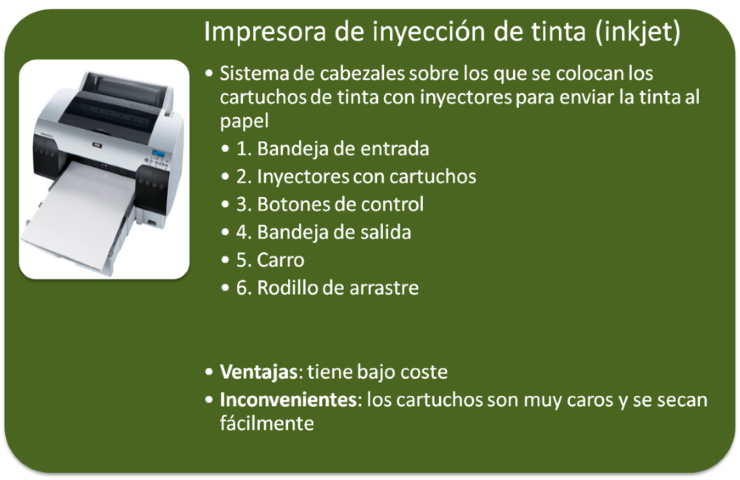 Impresora de inyección de tinta (inkjet)
• Sistema de cabezales sobre los que se colocan los
cartuchos de tinta con inyectores para enviar la tinta al
papel
• 1. Bandeja de entrada
• 2. Inyectores con cartuchos
• 3. Botones de control
• 4. Bandeja de salida
• 5. Carro
• 6. Rodillo de arrastre
• Ventajas: tiene bajo coste
• Inconvenientes: los cartuchos son muy caros y se secan
fácilmente